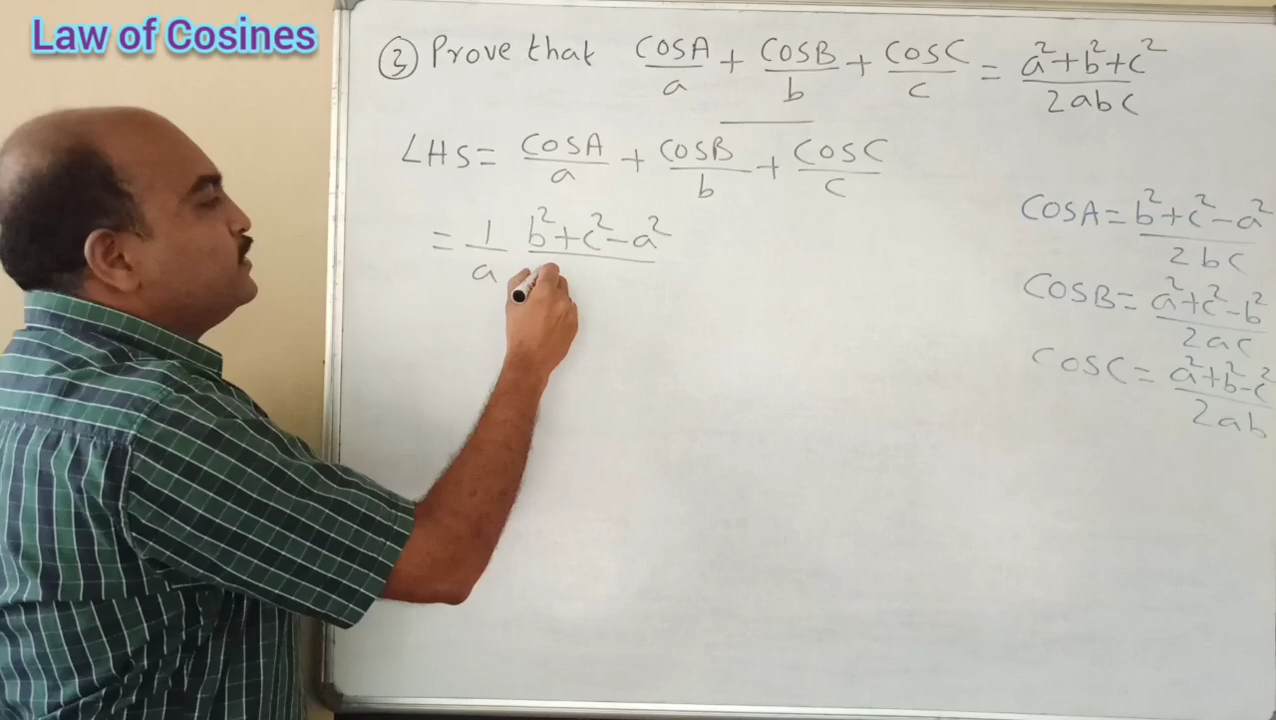 Law of Cosines
③ Prove that cosA/a + cosB/b + cosC/c = a²+b²+c²/2abc
LHS = cosA/a + cosB/b + cosC/c
= 1/a b²+c²-a²
cosA = b²+c²-a²/2bc
cosB = a²+c²-b²/2ac
cosC = a²+b²-c²/2ab